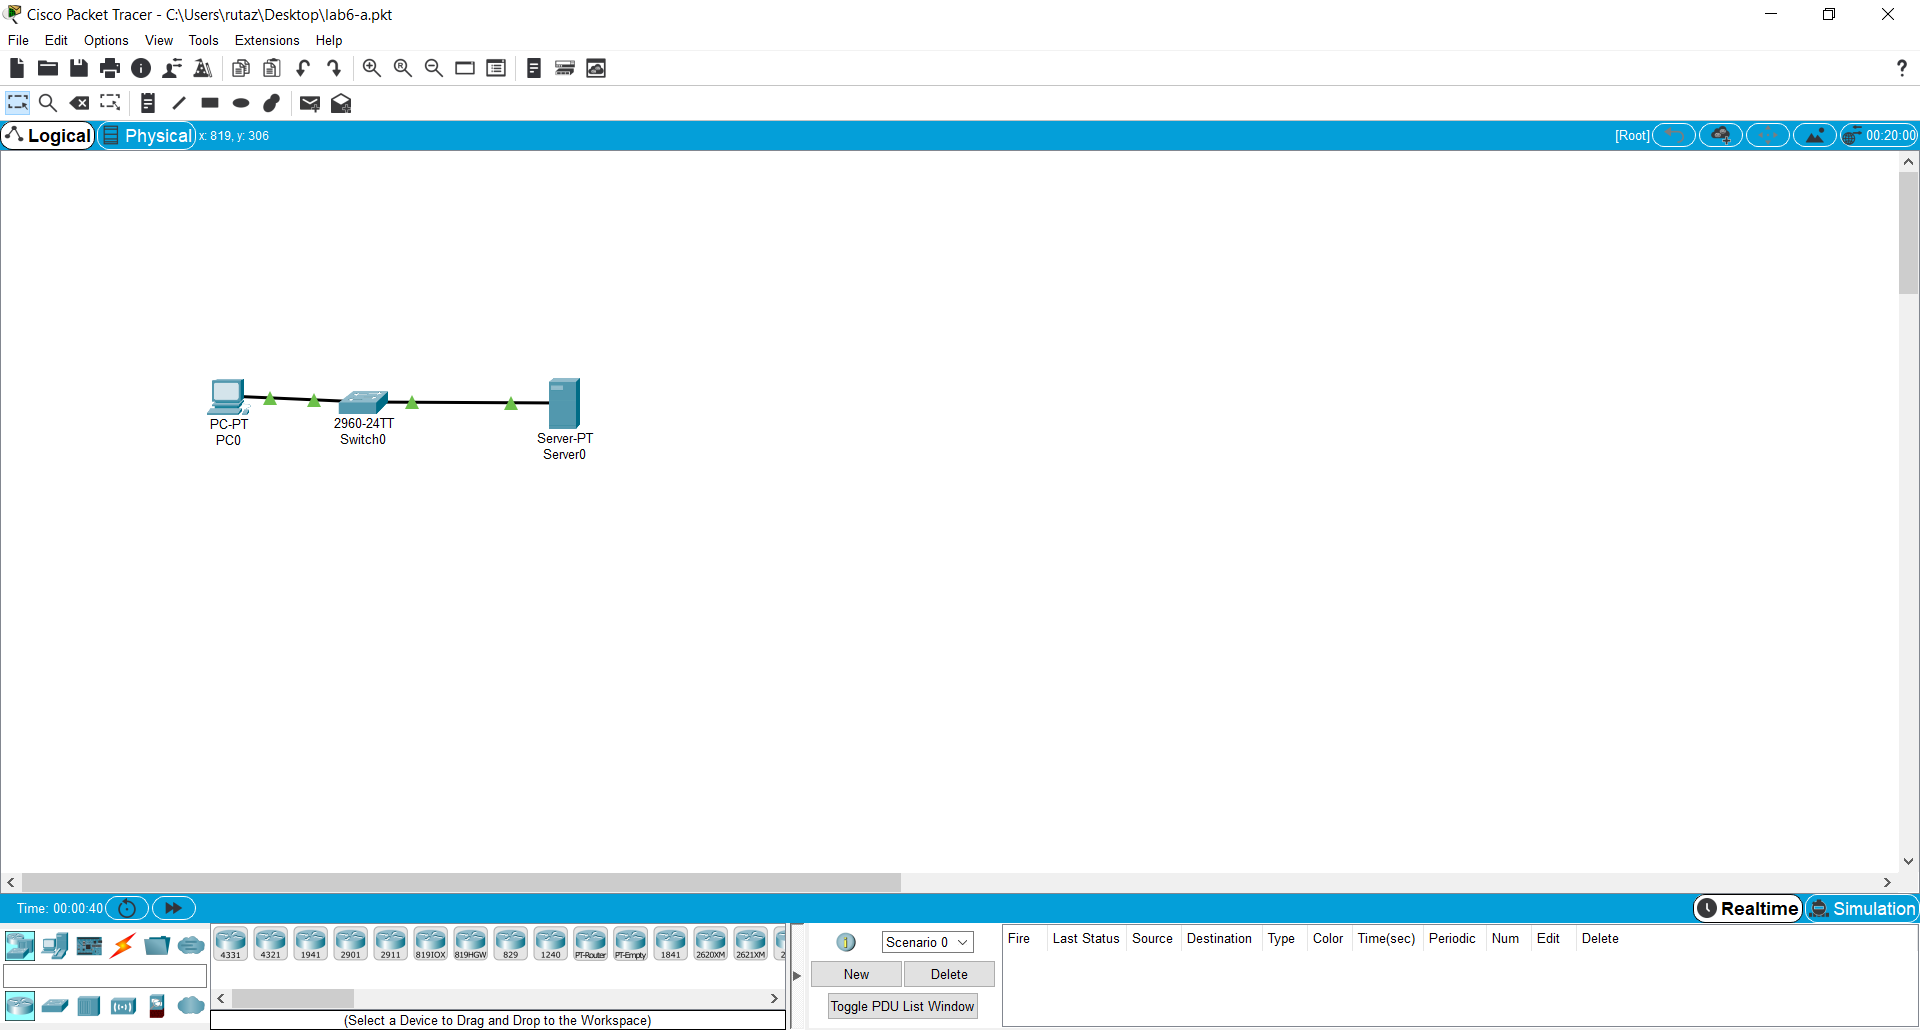 Cisco Packet Tracer - C:\Users\rutaz\Desktop\lab6-a.pkt
File Edit Options View Tools Extensions Help
?
Logical Physical x: 819, y: 306 [Root] 00:20:00
PC-PT
PC0
2960-24TT
Switch0
Server-PT
Server0
Time: 00:00:40 Realtime Simulation
4331 4321 1941 2901 2911 819IOX 819HGW 829 1240 PT-Router PT-Empty 1841 2620XM 2621XM 2
Scenario 0
New Delete
Toggle PDU List Window
Fire Last Status Source Destination Type Color Time(sec) Periodic Num Edit Delete
(Select a Device to Drag and Drop to the Workspace)